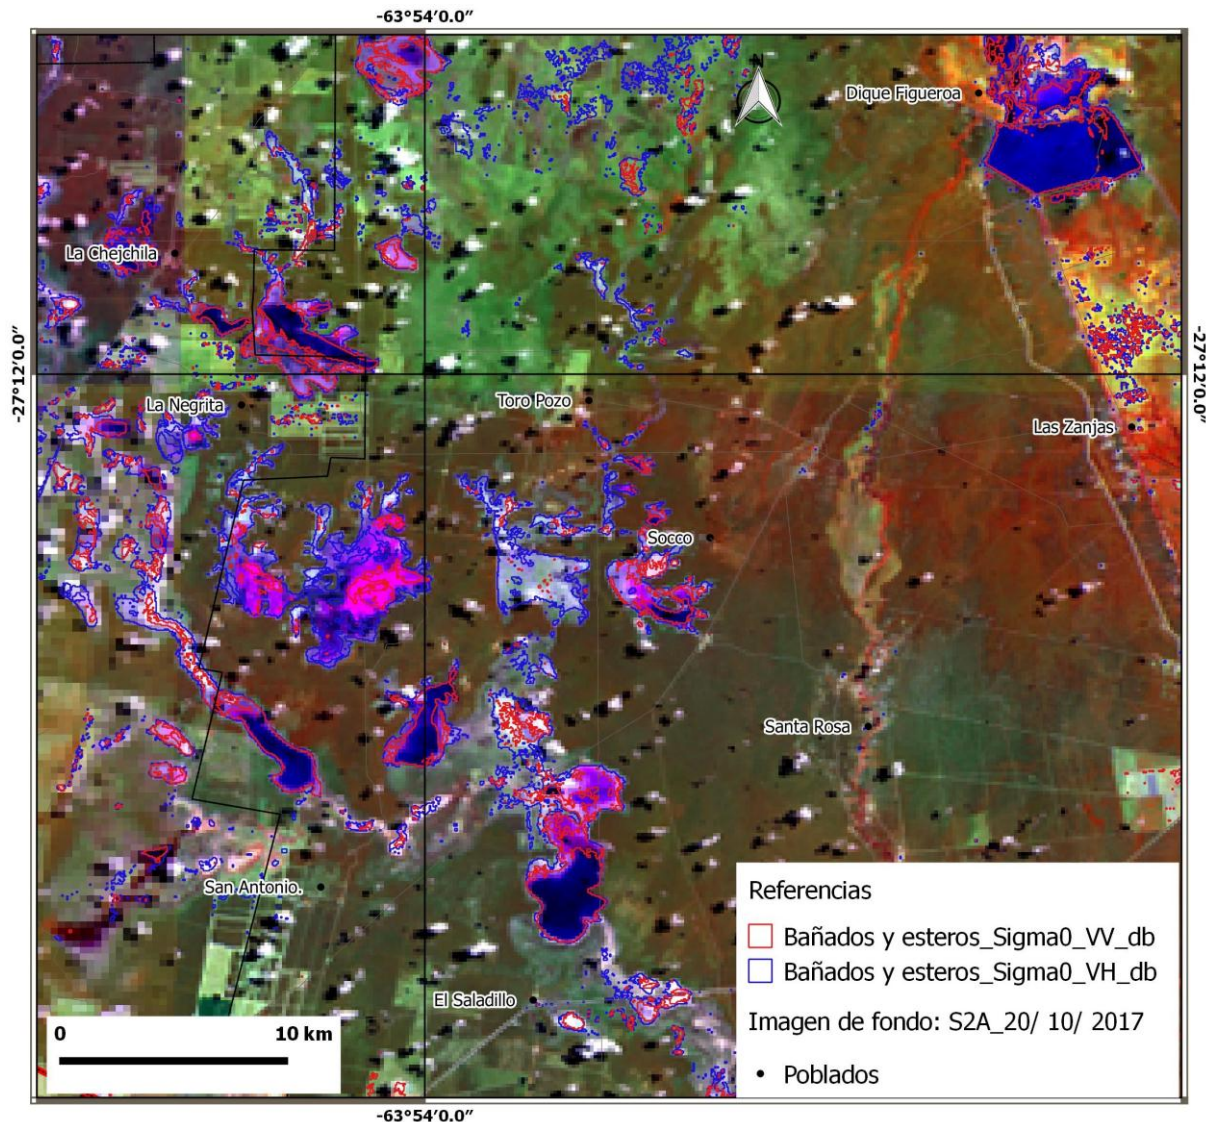 -63°54′0.0″
N
Dique Figueroa
La Chejchila
-27°12′0.0″
-27°12′0.0″
La Negrita
Toro Pozo
Las Zanjas
Socco
Santa Rosa
San Antonio.
El Saladillo
Referencias
Bañados y esteros_Sigma0_VV_db
Bañados y esteros_Sigma0_VH_db
Imagen de fondo: S2A_20/ 10/ 2017
• Poblados
0 10 km
-63°54′0.0″